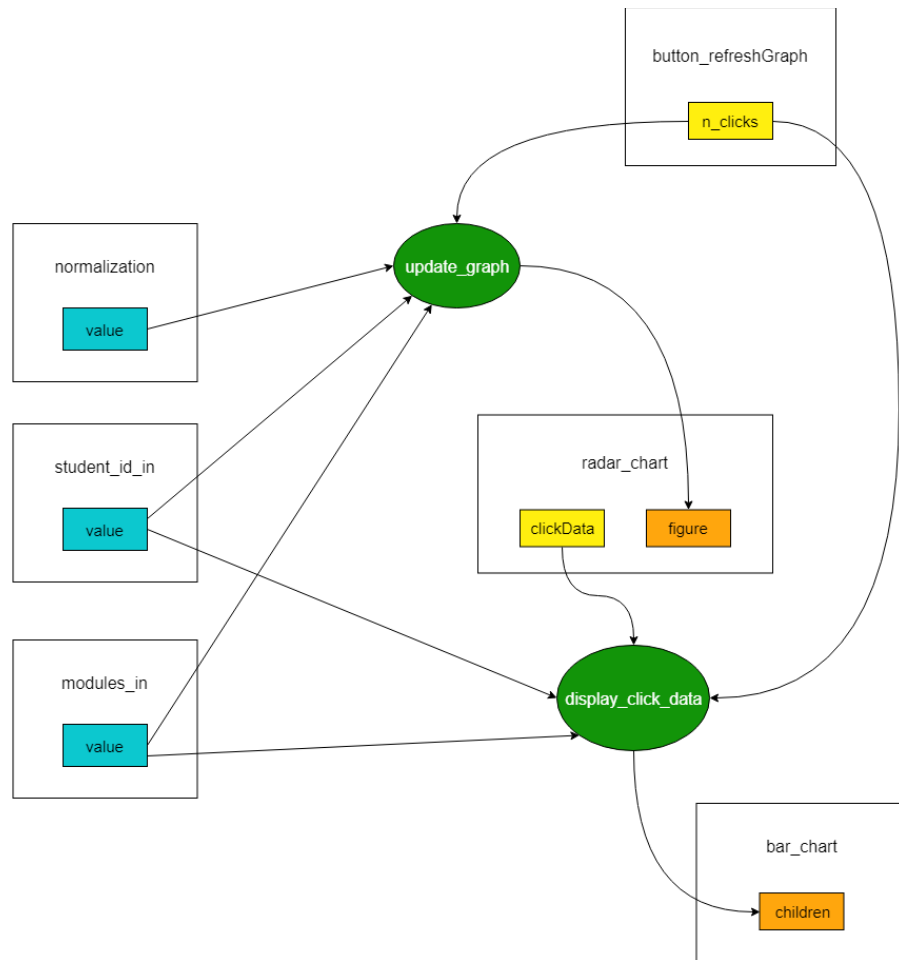 button_refreshGraph
n_clicks
normalization
value
update_graph
student_id_in
value
radar_chart
clickData
figure
modules_in
value
display_click_data
bar_chart
children